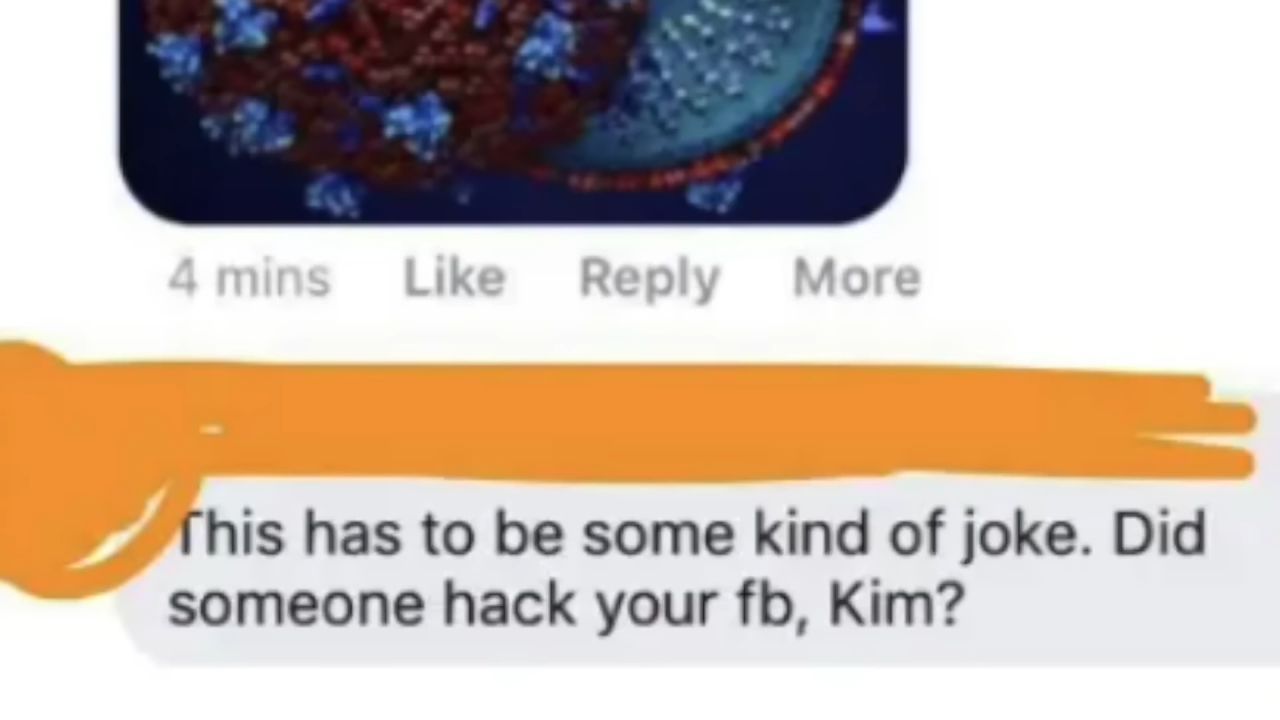 4 mins Like Reply More
This has to be some kind of joke. Did
someone hack your fb, Kim?